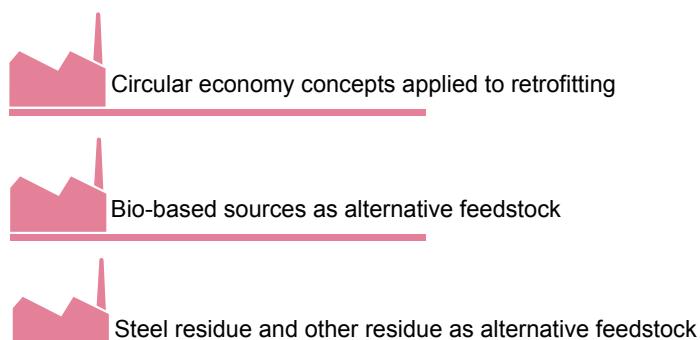 Circular economy concepts applied to retrofitting
Bio-based sources as alternative feedstock
Steel residue and other residue as alternative feedstock